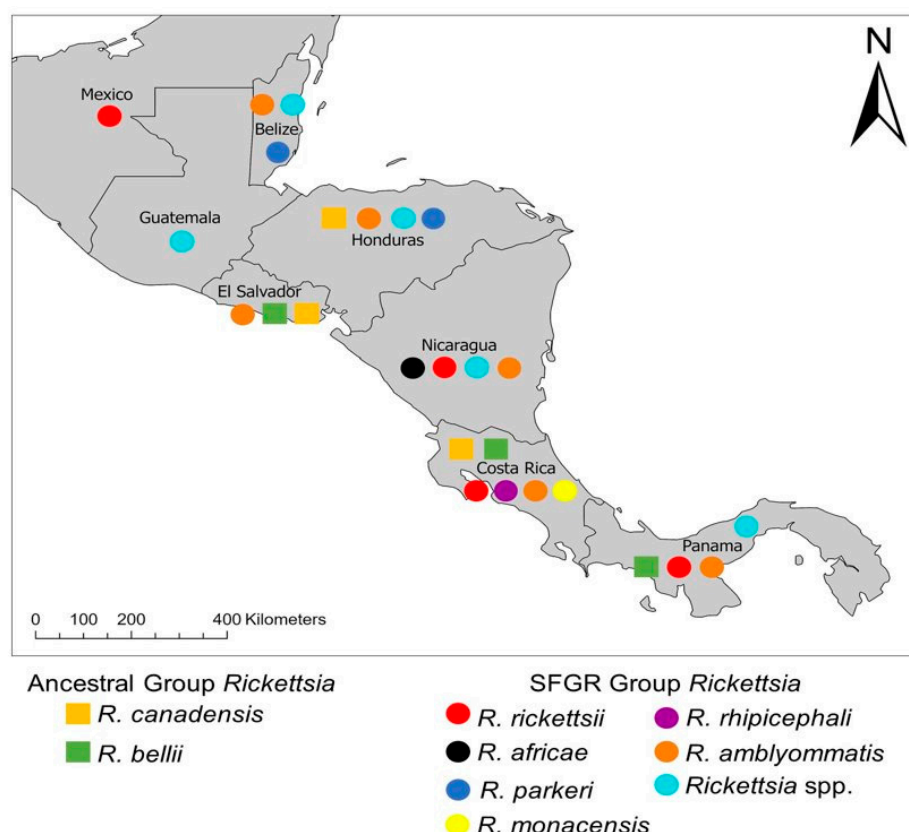 N
Mexico
Belize
Guatemala
Honduras
El Salvador
Nicaragua
Costa Rica
Panama
0 100 200 400 Kilometers
Ancestral Group Rickettsia
R. canadensis
R. bellii
SFGR Group Rickettsia
R. rickettsii
R. africae
R. parkeri
R. monacensis
R. rhipicephali
R. amblyommatis
Rickettsia spp.